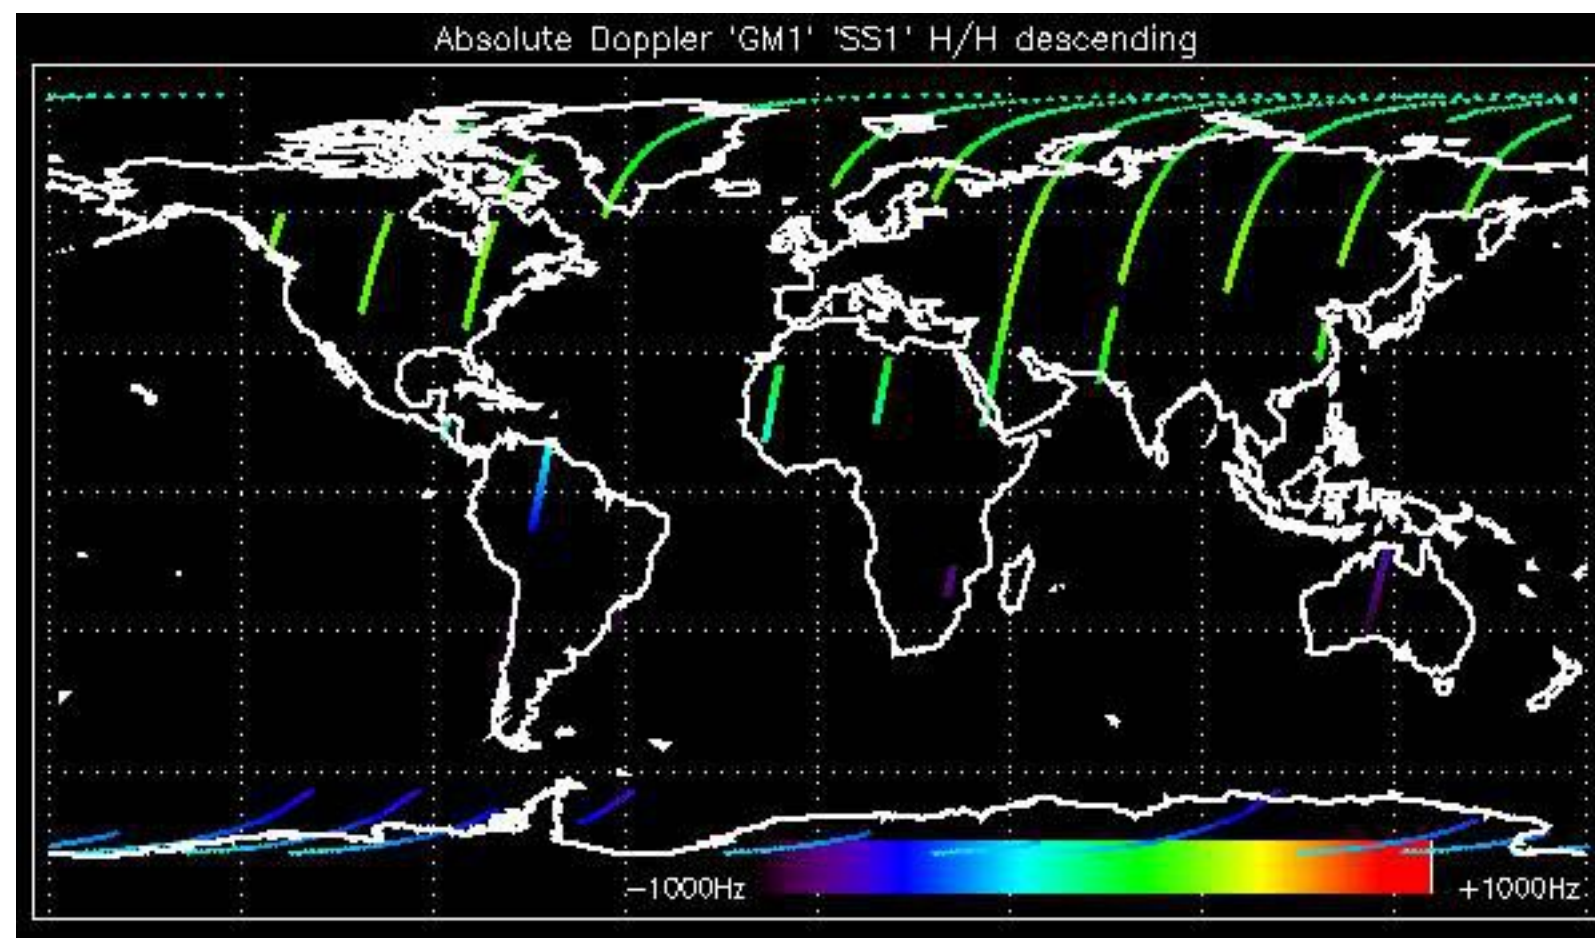 Absolute Doppler 'GM1' 'SS1' H/H descending
-1000Hz
+1000Hz